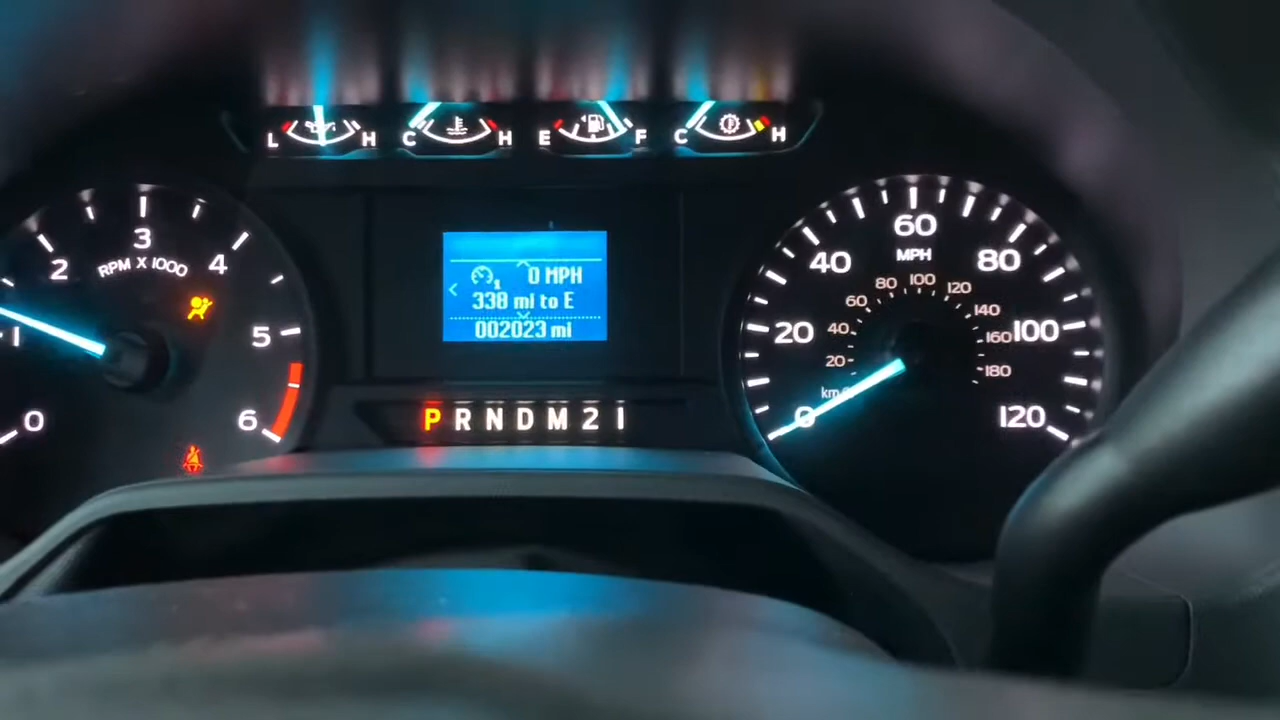 L H C H E F C H
0 1 2 3 4 5 6
RPM X 1000
0 MPH
338 mi to E
002023 mi
P R N D M 2 1
0 20 40 60 80 100 120
MPH
20 40 60 80 100 120 140 160 180